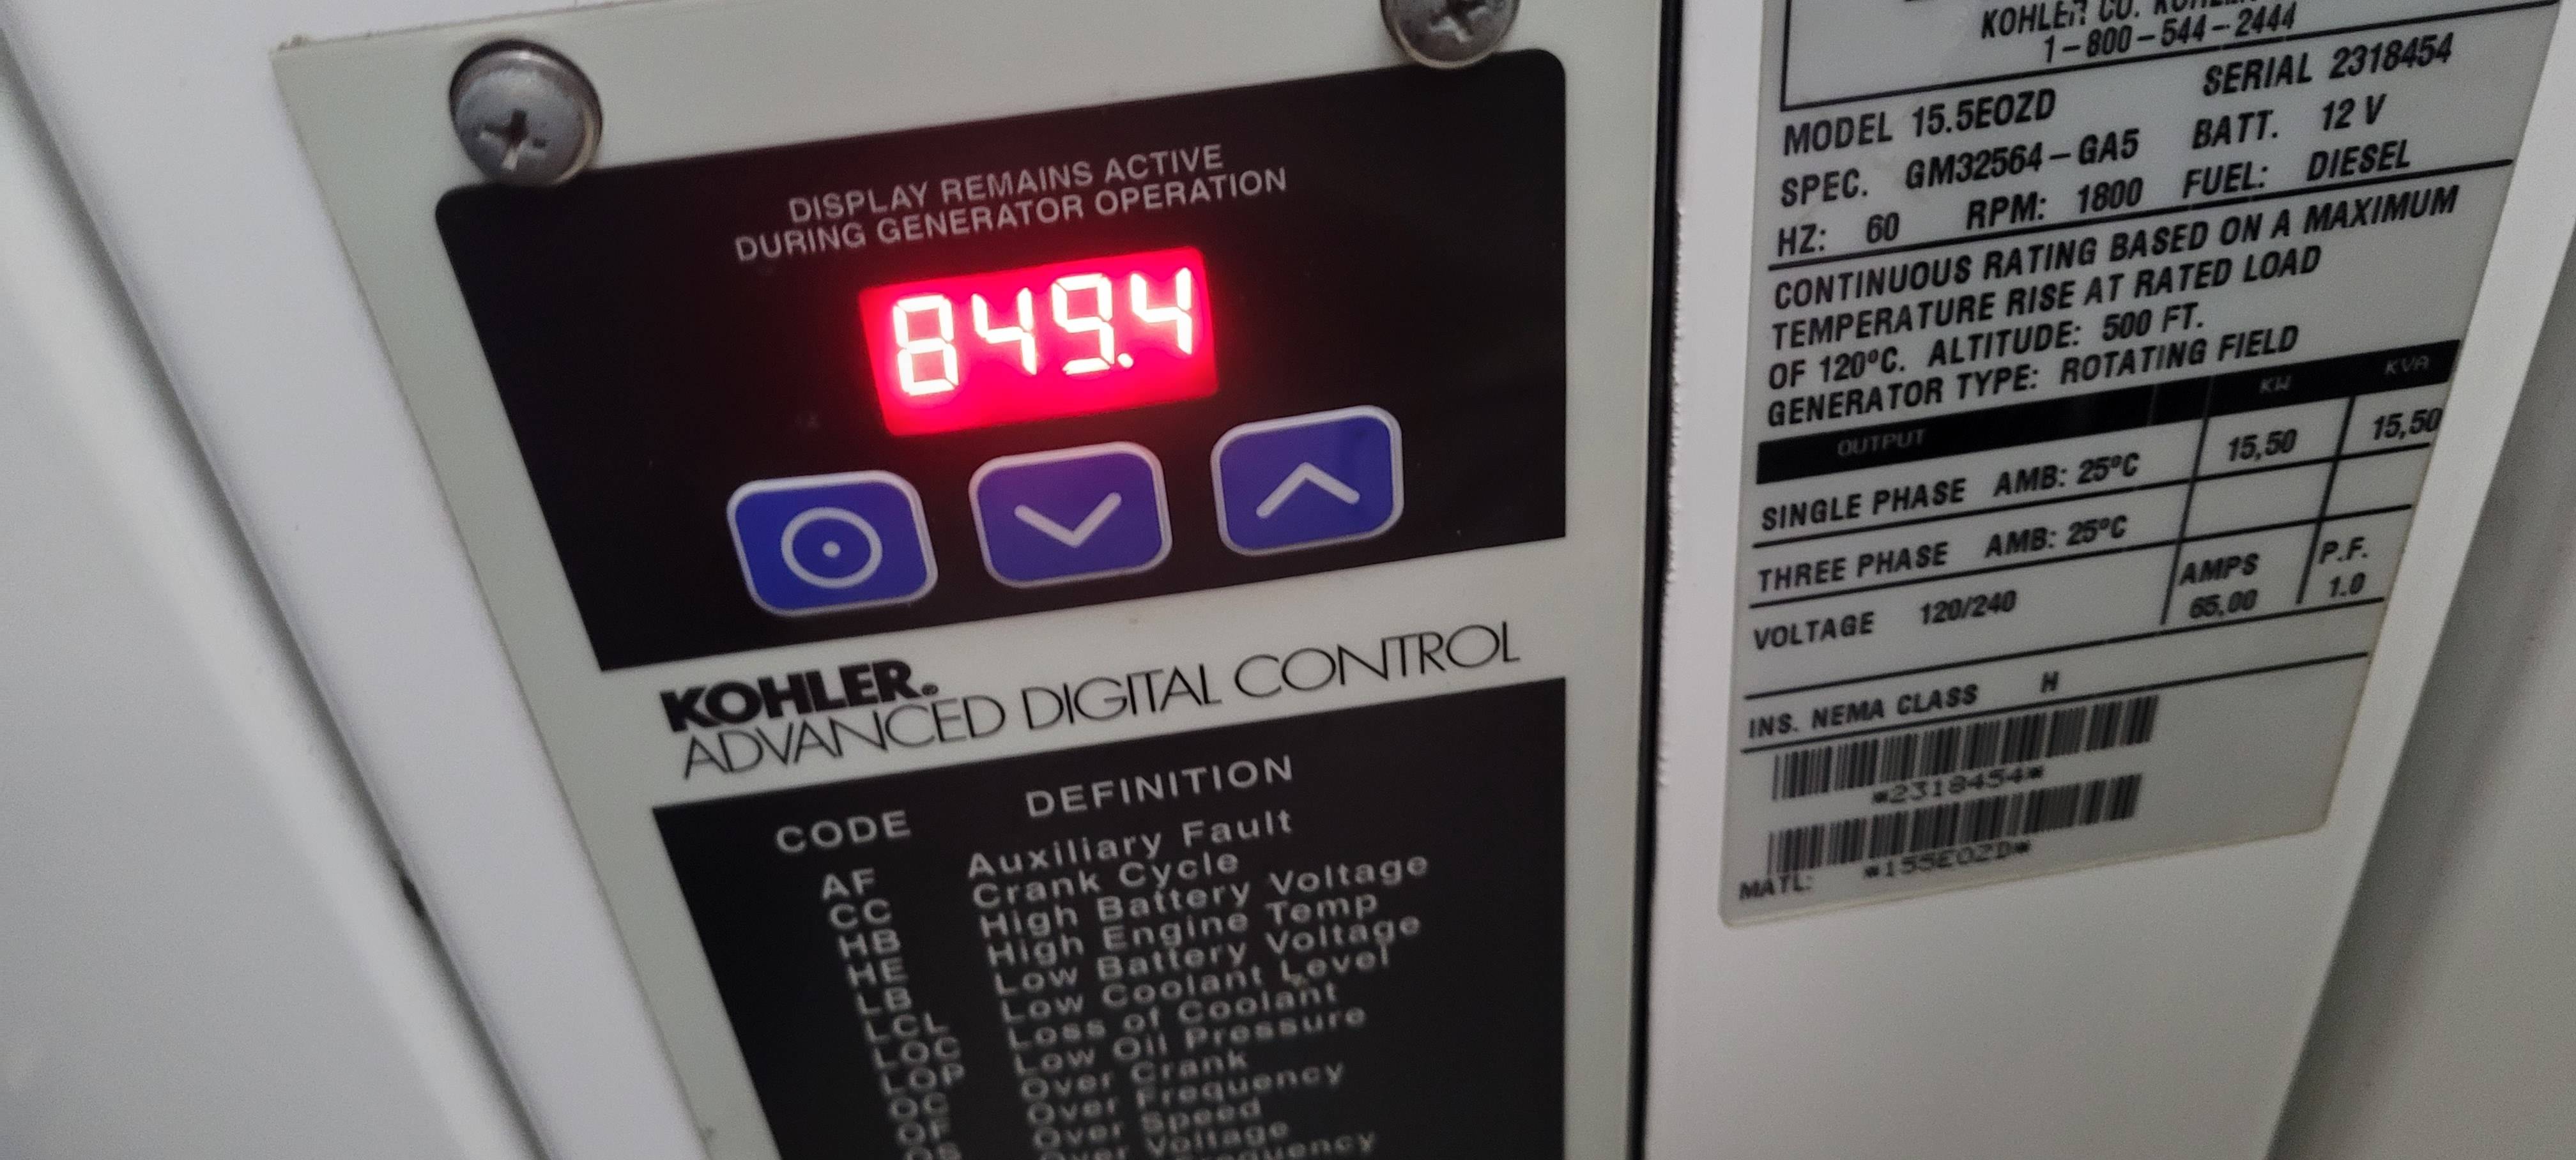 DISPLAY REMAINS ACTIVE
DURING GENERATOR OPERATION
849.4
KOHLER®
ADVANCED DIGITAL CONTROL
CODE DEFINITION
AF Auxiliary Fault
CC Crank Cycle
HB High Battery Voltage
HE High Engine Temp
LB Low Battery Voltage
LCL Low Coolant Level
LOC Loss of Coolant
LOP Low Oil Pressure
OC Over Crank
OF Over Frequency
OS Over Speed
Over Voltage
KOHLER CO.
1-800-544-2444
MODEL 15.5EOZD SERIAL 2318454
SPEC. GM32564-GA5 BATT. 12 V
HZ: 60 RPM: 1800 FUEL: DIESEL
CONTINUOUS RATING BASED ON A MAXIMUM
TEMPERATURE RISE AT RATED LOAD
OF 120°C. ALTITUDE: 500 FT.
GENERATOR TYPE: ROTATING FIELD
OUTPUT KW KVA
SINGLE PHASE AMB: 25°C 15,50 15,50
THREE PHASE AMB: 25°C
VOLTAGE 120/240 AMPS 65,00 P.F. 1.0
INS. NEMA CLASS H
*2318454*
*155EOZD*
MATL: